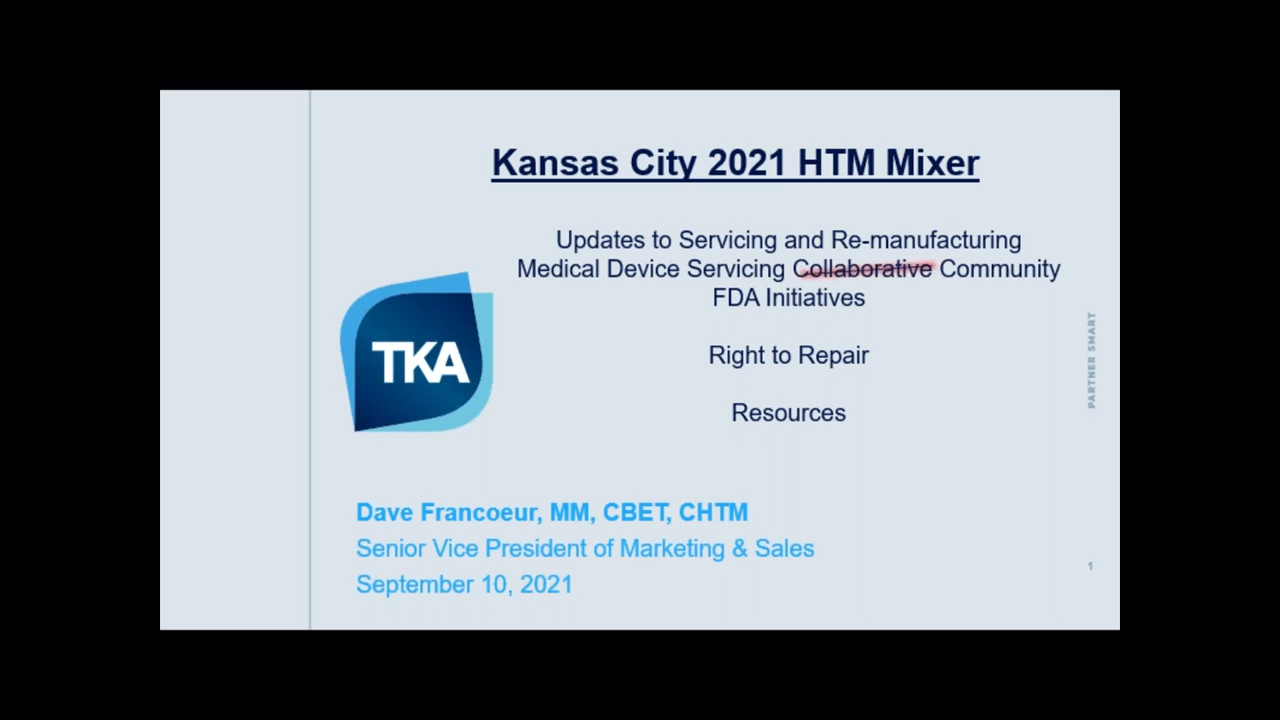 Kansas City 2021 HTM Mixer
Updates to Servicing and Re-manufacturing
Medical Device Servicing Collaborative Community
FDA Initiatives
Right to Repair
Resources
TKA
PARTNER SMART
Dave Francoeur, MM, CBET, CHTM
Senior Vice President of Marketing & Sales
September 10, 2021
1